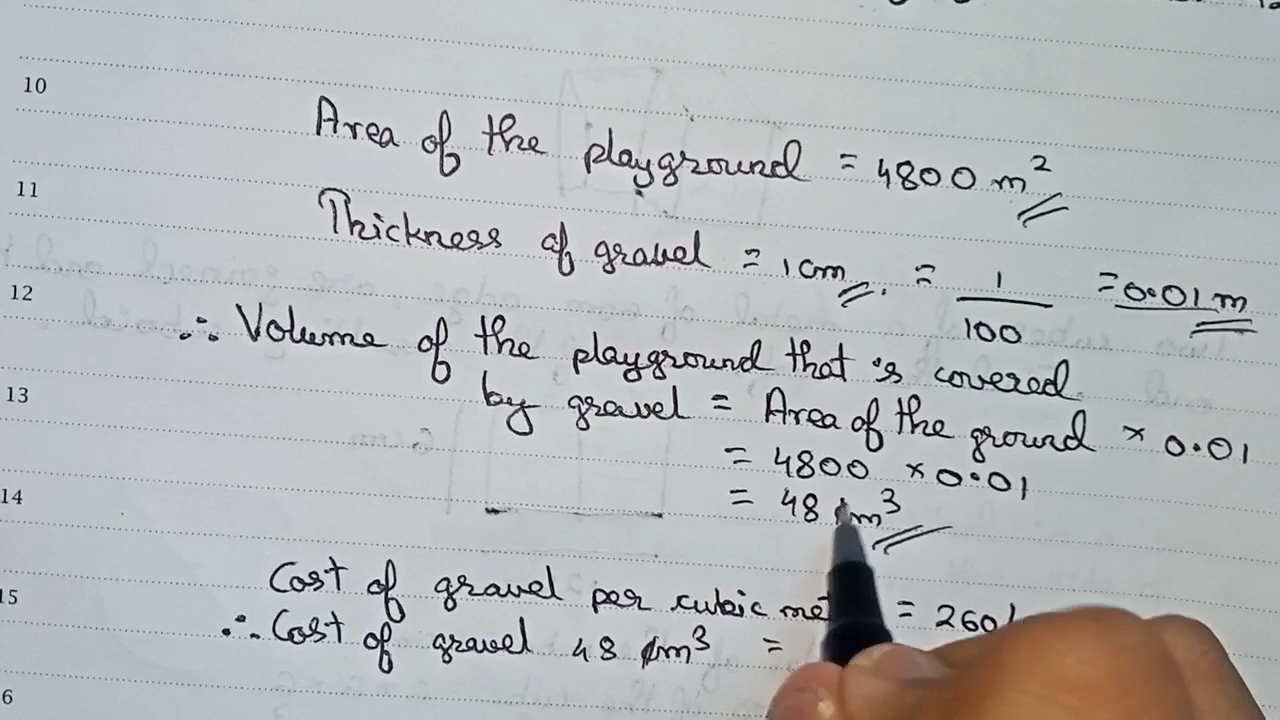 10
Area of the playground = 4800 m²
11
Thickness of gravel = 1cm. = 1/100 = 0.01m
12
∴ Volume of the playground that is covered
13
by gravel = Area of the ground × 0.01
= 4800 × 0.01
14
= 48 m³
15
Cost of gravel per cubic = 260
∴ Cost of gravel 48 m³ =
6